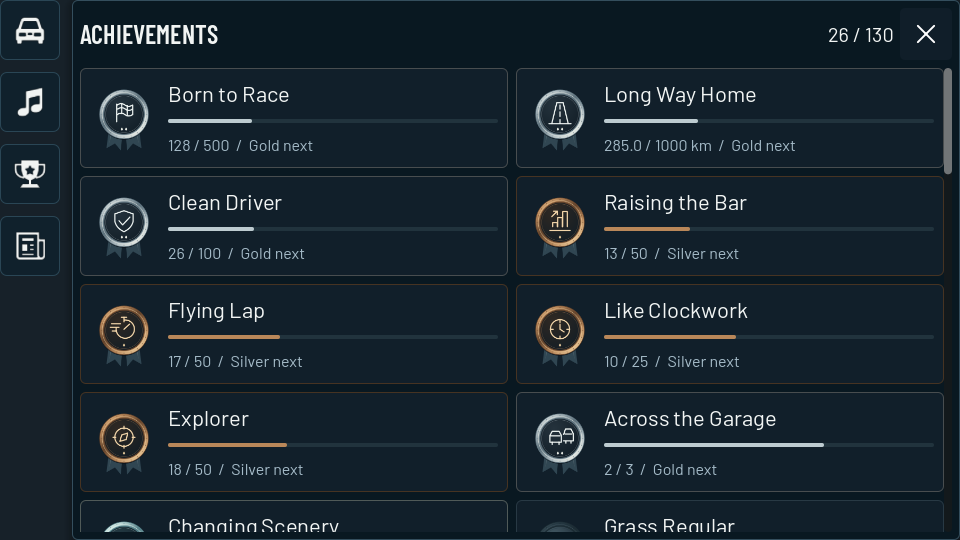 ACHIEVEMENTS
26 / 130
Born to Race
128 / 500 / Gold next
Long Way Home
285.0 / 1000 km / Gold next
Clean Driver
26 / 100 / Gold next
Raising the Bar
13 / 50 / Silver next
Flying Lap
17 / 50 / Silver next
Like Clockwork
10 / 25 / Silver next
Explorer
18 / 50 / Silver next
Across the Garage
2 / 3 / Gold next
Changing Scenery
Grass Regular